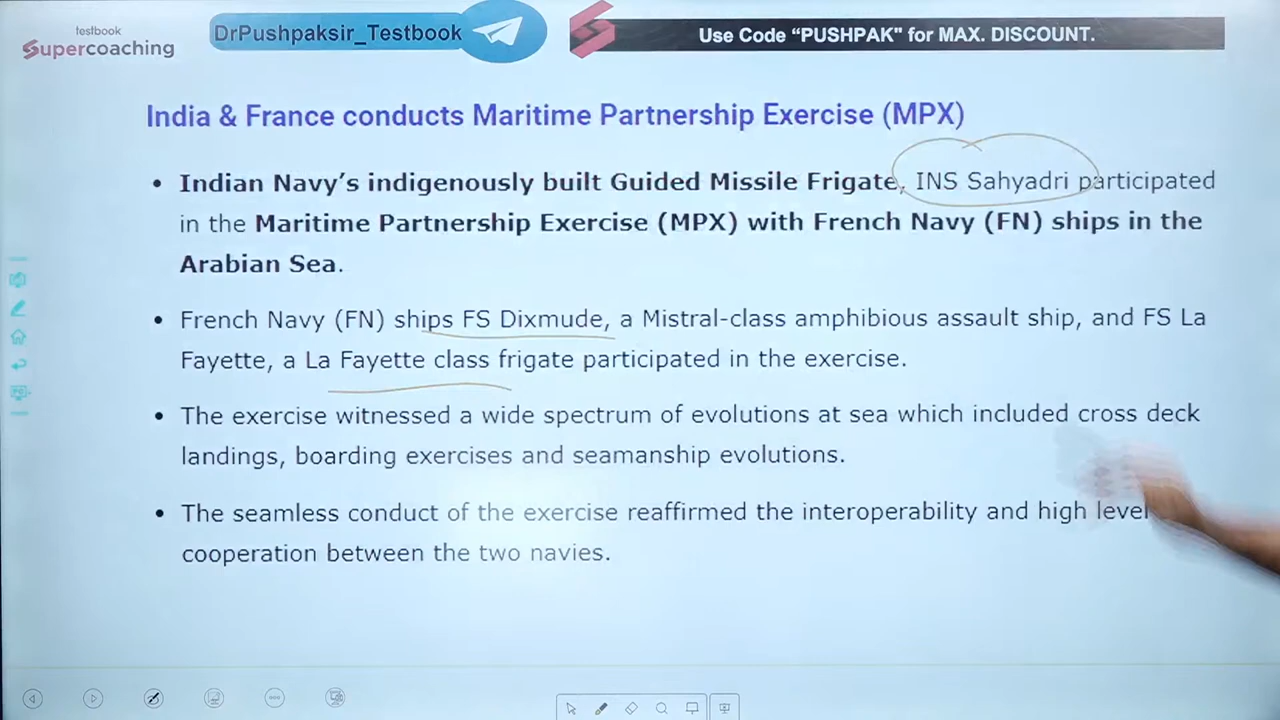 testbook
Supercoaching
DrPushpaksir_Testbook
Use Code “PUSHPAK" for MAX. DISCOUNT.
India & France conducts Maritime Partnership Exercise (MPX)
• Indian Navy’s indigenously built Guided Missile Frigate, INS Sahyadri participated
in the Maritime Partnership Exercise (MPX) with French Navy (FN) ships in the
Arabian Sea.
• French Navy (FN) ships FS Dixmude, a Mistral-class amphibious assault ship, and FS La
Fayette, a La Fayette class frigate participated in the exercise.
• The exercise witnessed a wide spectrum of evolutions at sea which included cross deck
landings, boarding exercises and seamanship evolutions.
• The seamless conduct of the exercise reaffirmed the interoperability and high level
cooperation between the two navies.